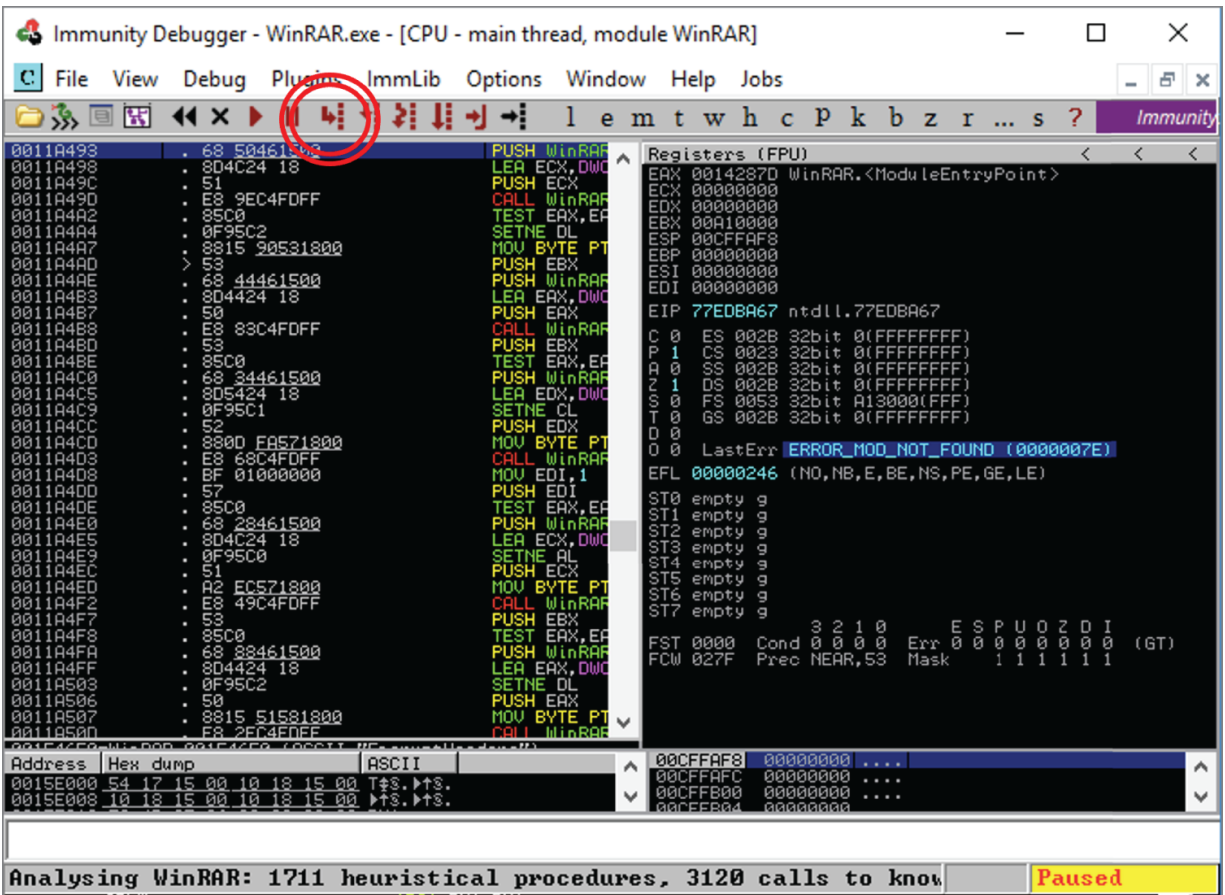 Immunity Debugger - WinRAR.exe - [CPU - main thread, module WinRAR]
C File View Debug Plugins ImmLib Options Window Help Jobs
l e m t w h c p k b z r ... s ? Immunity
0011A493 . 68 50461500 PUSH WinRAR
0011A498 . 8D4C24 18 LEA ECX,DWO
0011A49C . 51 PUSH ECX
0011A49D . E8 9EC4FDFF CALL WinRAR
0011A4A2 . 85C0 TEST EAX,EA
0011A4A4 . 0F95C2 SETNE DL
0011A4A7 . 8815 90531800 MOV BYTE PT
0011A4AD > 53 PUSH EBX
0011A4AE . 68 44461500 PUSH WinRAR
0011A4B3 . 8D4424 18 LEA EAX,DWO
0011A4B7 . 50 PUSH EAX
0011A4B8 . E8 83C4FDFF CALL WinRAR
0011A4BD . 53 PUSH EBX
0011A4BE . 85C0 TEST EAX,EA
0011A4C0 . 68 34461500 PUSH WinRAR
0011A4C5 . 8D5424 18 LEA EDX,DWO
0011A4C9 . 0F95C1 SETNE CL
0011A4CC . 52 PUSH EDX
0011A4CD . 880D EA571800 MOV BYTE PT
0011A4D3 . E8 68C4FDFF CALL WinRAR
0011A4D8 . BF 01000000 MOV EDI,1
0011A4DD . 57 PUSH EDI
0011A4DE . 85C0 TEST EAX,EA
0011A4E0 . 68 28461500 PUSH WinRAR
0011A4E5 . 8D4C24 18 LEA ECX,DWO
0011A4E9 . 0F95C0 SETNE AL
0011A4EC . 51 PUSH ECX
0011A4ED . A2 EC571800 MOV BYTE PT
0011A4F2 . E8 49C4FDFF CALL WinRAR
0011A4F7 . 53 PUSH EBX
0011A4F8 . 85C0 TEST EAX,EA
0011A4FA . 68 88461500 PUSH WinRAR
0011A4FF . 8D4424 18 LEA EAX,DWO
0011A503 . 0F95C2 SETNE DL
0011A506 . 50 PUSH EAX
0011A507 . 8815 51581800 MOV BYTE PT
0011A50D . E8 2EC4FDFF CALL WinRAR
Registers (FPU) < < <
EAX 0014287D WinRAR.<ModuleEntryPoint>
ECX 00000000
EDX 00000000
EBX 00A10000
ESP 00CFFAF8
EBP 00000000
ESI 00000000
EDI 00000000
EIP 77EDBA67 ntdll.77EDBA67
C 0 ES 002B 32bit 0(FFFFFFFF)
P 1 CS 0023 32bit 0(FFFFFFFF)
A 0 SS 002B 32bit 0(FFFFFFFF)
Z 1 DS 002B 32bit 0(FFFFFFFF)
S 0 FS 0053 32bit A13000(FFF)
T 0 GS 002B 32bit 0(FFFFFFFF)
D 0
O 0 LastErr ERROR_MOD_NOT_FOUND (0000007E)
EFL 00000246 (NO,NB,E,BE,NS,PE,GE,LE)
ST0 empty g
ST1 empty g
ST2 empty g
ST3 empty g
ST4 empty g
ST5 empty g
ST6 empty g
ST7 empty g
3 2 1 0 E S P U O Z D I
FST 0000 Cond 0 0 0 0 Err 0 0 0 0 0 0 0 0 (GT)
FCW 027F Prec NEAR,53 Mask 1 1 1 1 1 1
Address Hex dump ASCII
0015E000 54 17 15 00 10 18 15 00
0015E008 10 18 15 00 10 18 15 00
00CFFAF8 00000000 ....
00CFFAFC 00000000 ....
00CFFB00 00000000 ....
00CFFB04 00000000
Analysing WinRAR: 1711 heuristical procedures, 3120 calls to know
Paused